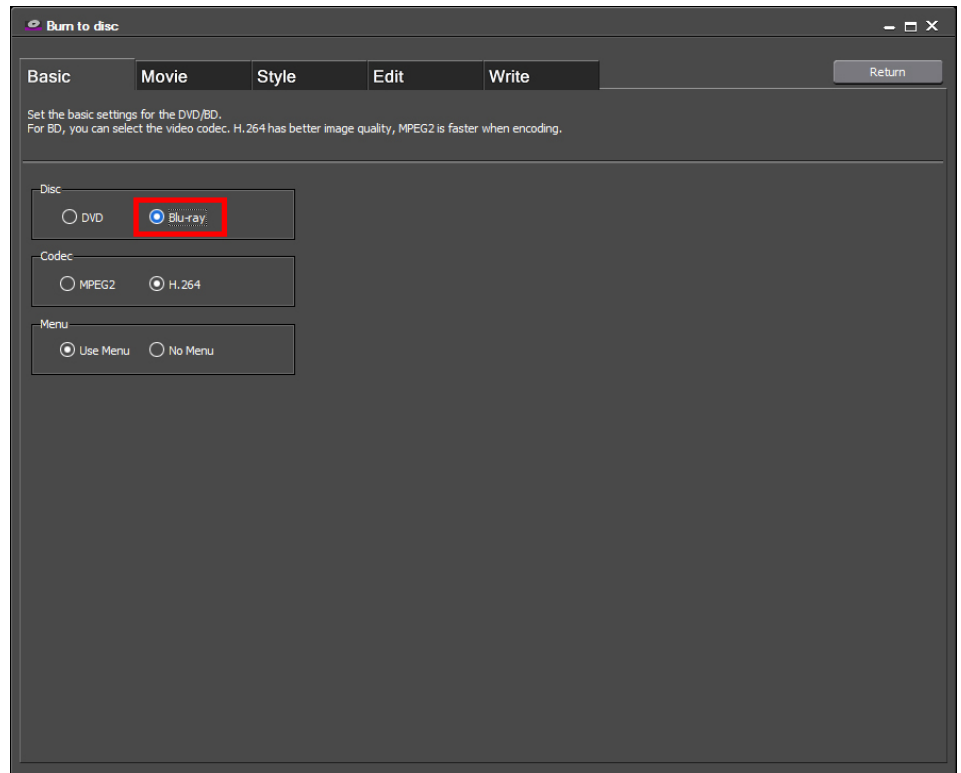 Burn to disc
Basic Movie Style Edit Write Return
Set the basic settings for the DVD/BD.
For BD, you can select the video codec. H.264 has better image quality, MPEG2 is faster when encoding.
Disc
DVD Blu-ray
Codec
MPEG2 H.264
Menu
Use Menu No Menu